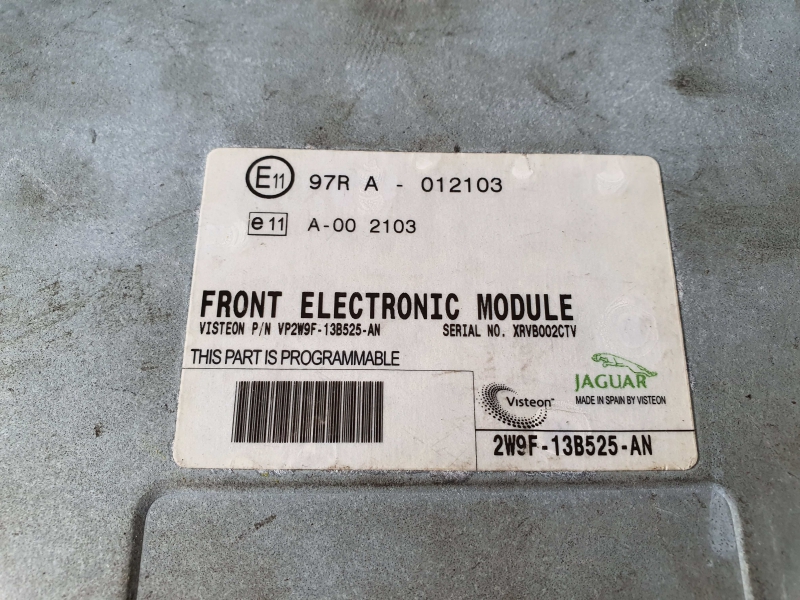 E11 97R A - 012103
e11 A-00 2103
FRONT ELECTRONIC MODULE
VISTEON P/N VP2W9F-13B525-AN SERIAL NO. XRVB002CTV
THIS PART IS PROGRAMMABLE
Visteon™
JAGUAR
MADE IN SPAIN BY VISTEON
2W9F-13B525-AN